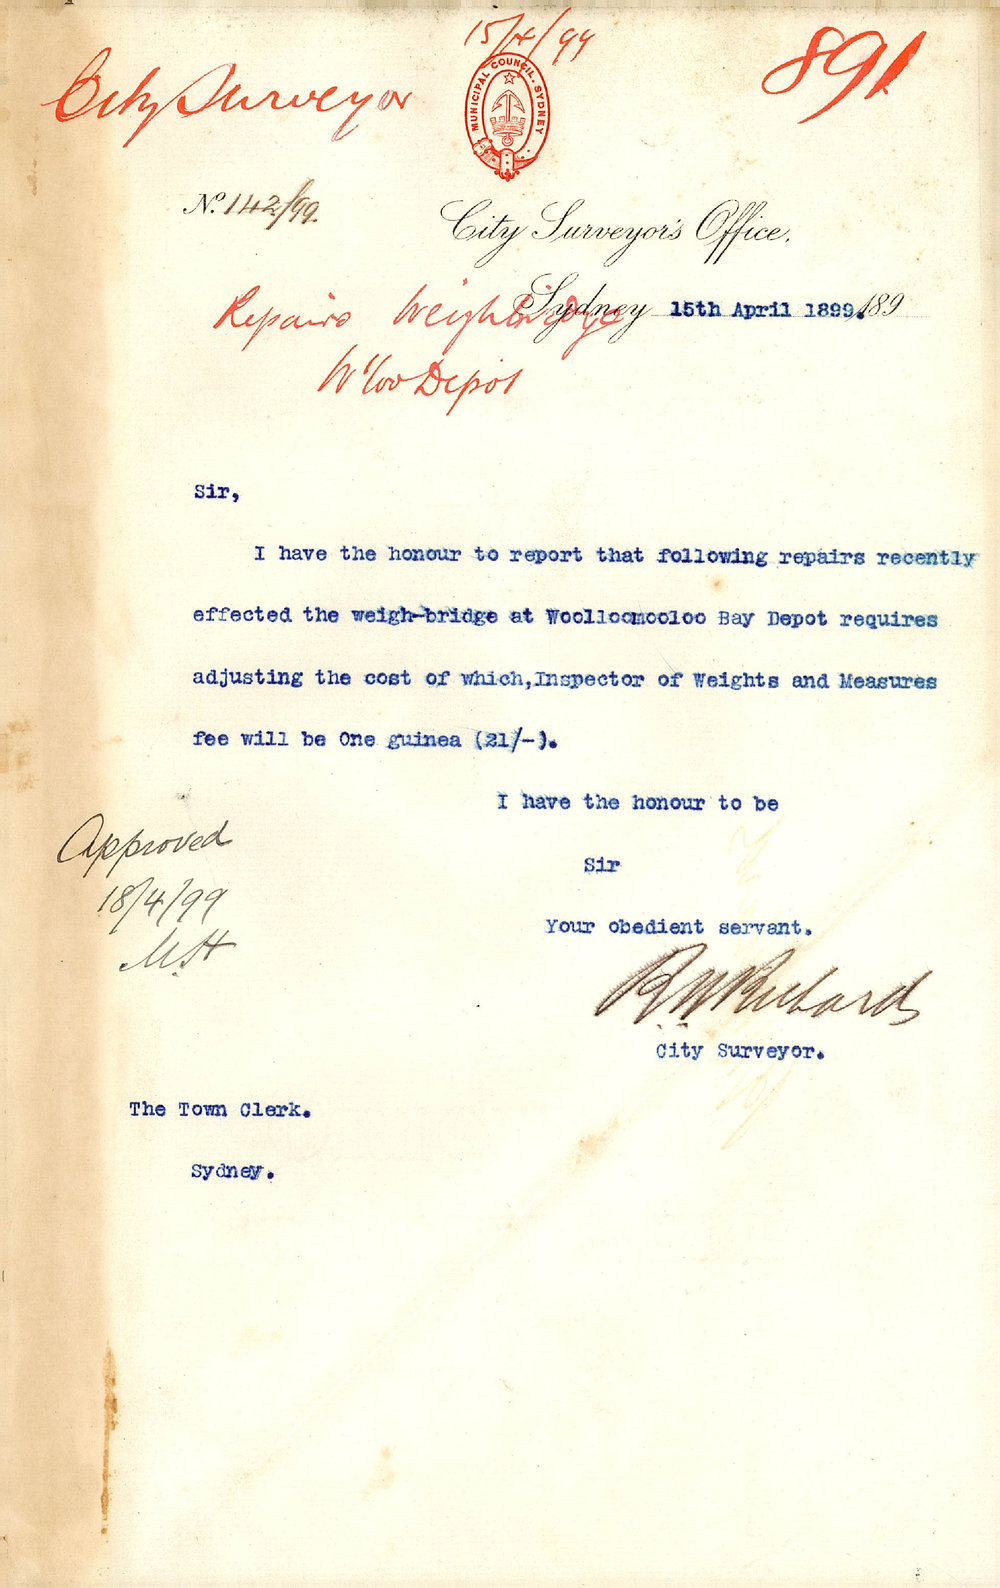 15/4/99
891
City Surveyor
MUNICIPAL COUNCIL. SYDNEY
No. 142/99.
City Surveyor's Office.
Sydney 15th April 1899. 189
Repairs Weighbridge
W'loo Depot
Sir,
I have the honour to report that following repairs recently
effected the weigh-bridge at Woolloomooloo Bay Depot requires
adjusting the cost of which,Inspector of Weights and Measures
fee will be One guinea (21/-).
I have the honour to be
Sir
Your obedient servant.
R.W. Richards
City Surveyor.
Approved
18/4/99
M.H
The Town Clerk.
Sydney.